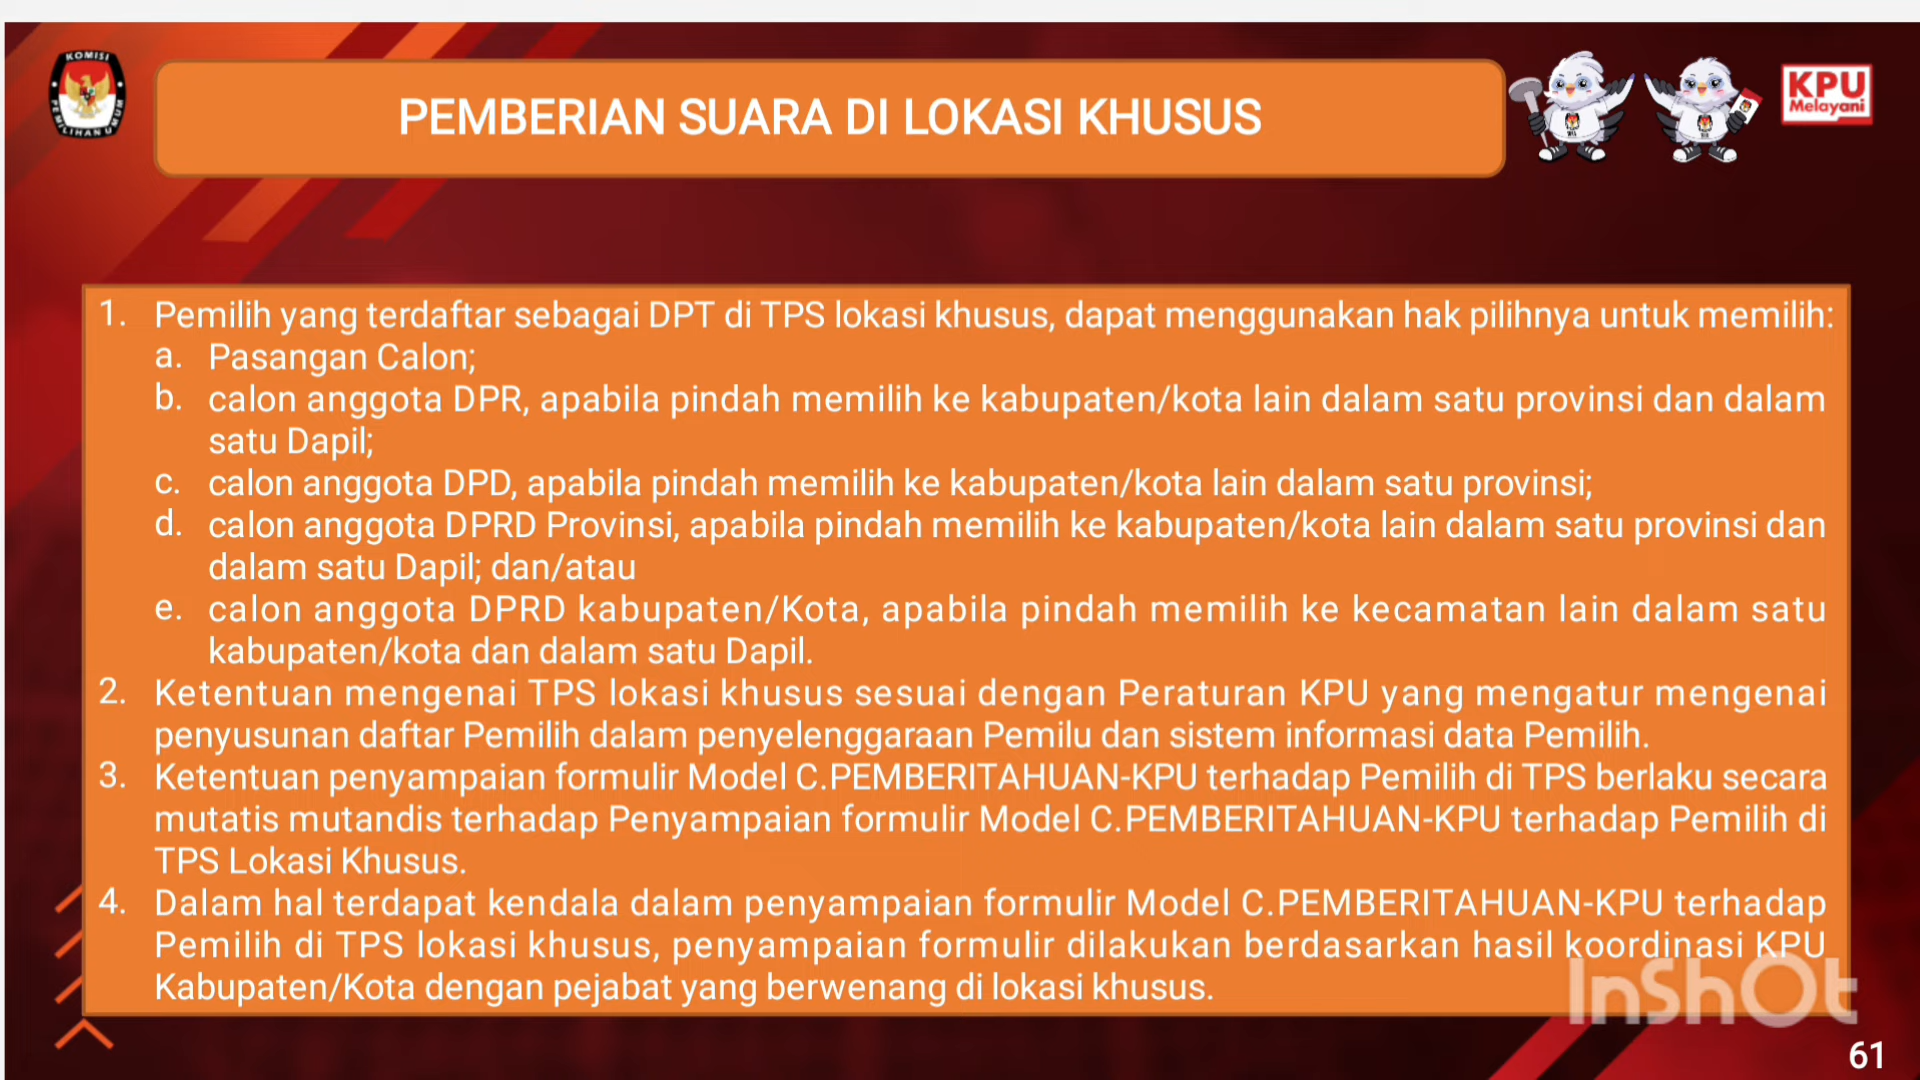 KOMISI
PEMILIHAN UMUM
PEMBERIAN SUARA DI LOKASI KHUSUS
KPU
Melayani
1. Pemilih yang terdaftar sebagai DPT di TPS lokasi khusus, dapat menggunakan hak pilihnya untuk memilih:
a. Pasangan Calon;
b. calon anggota DPR, apabila pindah memilih ke kabupaten/kota lain dalam satu provinsi dan dalam
satu Dapil;
c. calon anggota DPD, apabila pindah memilih ke kabupaten/kota lain dalam satu provinsi;
d. calon anggota DPRD Provinsi, apabila pindah memilih ke kabupaten/kota lain dalam satu provinsi dan
dalam satu Dapil; dan/atau
e. calon anggota DPRD kabupaten/Kota, apabila pindah memilih ke kecamatan lain dalam satu
kabupaten/kota dan dalam satu Dapil.
2. Ketentuan mengenai TPS lokasi khusus sesuai dengan Peraturan KPU yang mengatur mengenai
penyusunan daftar Pemilih dalam penyelenggaraan Pemilu dan sistem informasi data Pemilih.
3. Ketentuan penyampaian formulir Model C.PEMBERITAHUAN-KPU terhadap Pemilih di TPS berlaku secara
mutatis mutandis terhadap Penyampaian formulir Model C.PEMBERITAHUAN-KPU terhadap Pemilih di
TPS Lokasi Khusus.
4. Dalam hal terdapat kendala dalam penyampaian formulir Model C.PEMBERITAHUAN-KPU terhadap
Pemilih di TPS lokasi khusus, penyampaian formulir dilakukan berdasarkan hasil koordinasi KPU
Kabupaten/Kota dengan pejabat yang berwenang di lokasi khusus.
InShOt
61